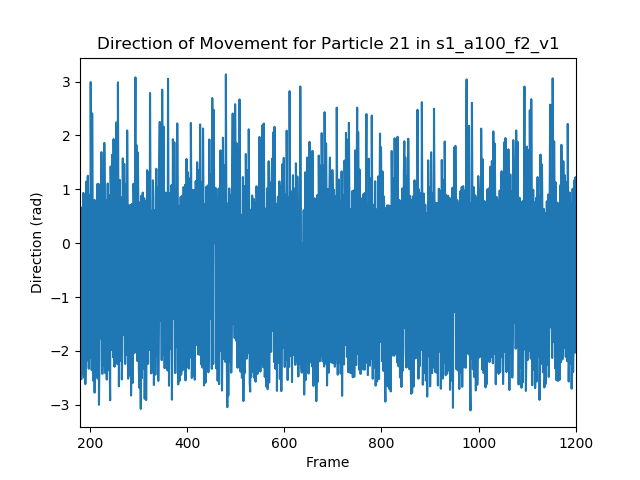 Direction of Movement for Particle 21 in s1_a100_f2_v1
3
2
1
0
−1
−2
−3
Direction (rad)
200 400 600 800 1000 1200
Frame